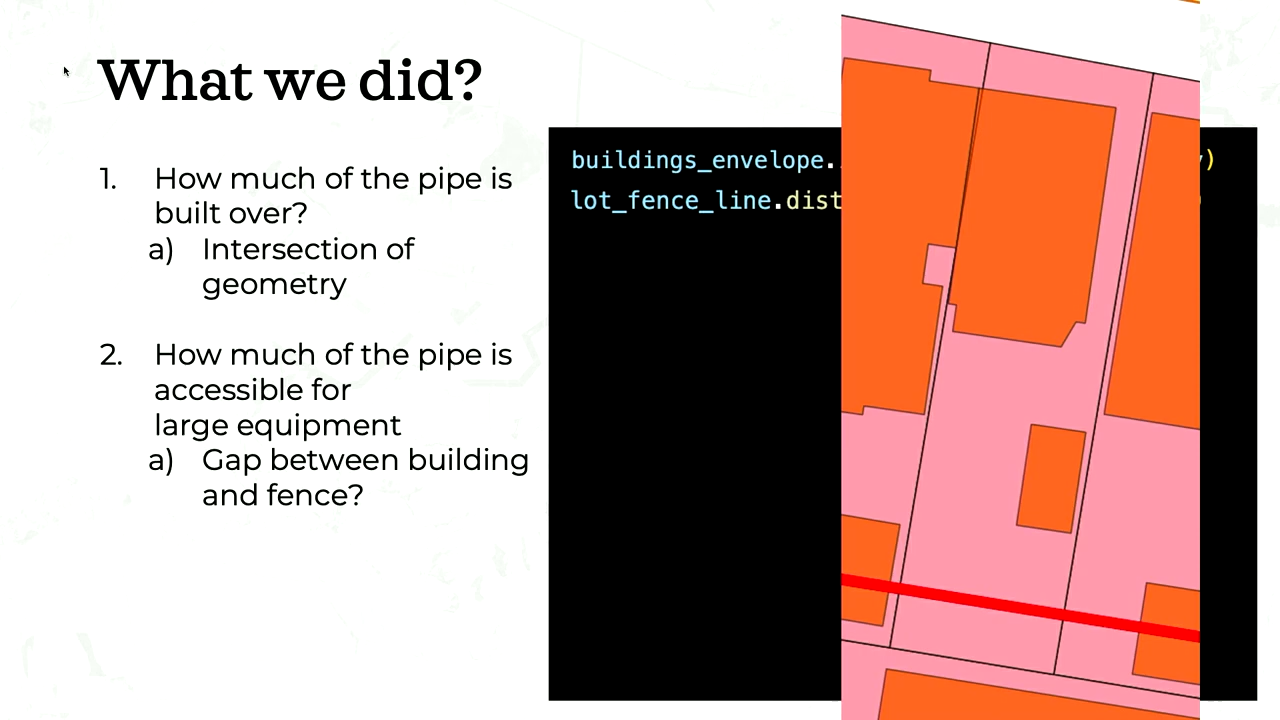 What we did?
1. How much of the pipe is
built over?
a) Intersection of
geometry
2. How much of the pipe is
accessible for
large equipment
a) Gap between building
and fence?
buildings_envelope.
lot_fence_line.dist